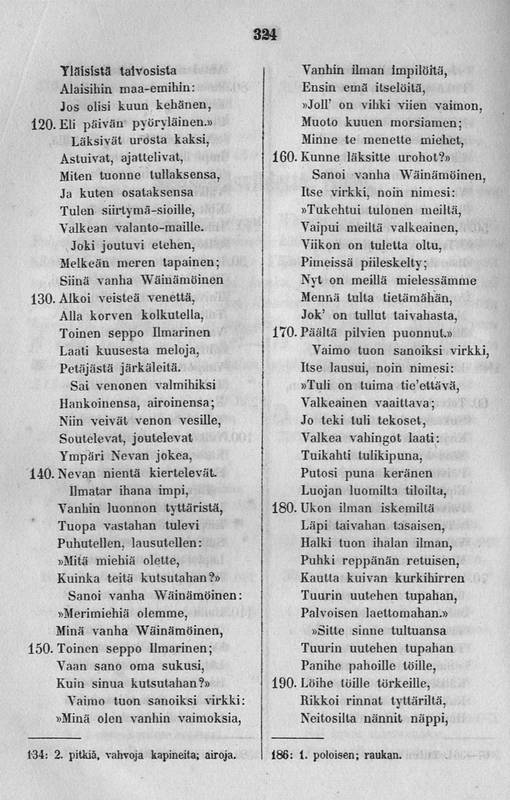 324
Yläisistä taivosista
Alaisihin maa-emihin:
Jos olisi kuun kehänen,
120. Eli päivän pyöryläinen.»
Läksivät urosta kaksi,
Astuivat, ajattelivat,
Miten tuonne tullaksensa,
Ja kuten osataksensa
Tulen siirtymä-sioille,
Valkean valanto-maille.
Joki joutuvi etehen,
Melkeän meren tapainen;
Siinä vanha Wäinämöinen
130. Alkoi veisteä venettä,
Alla korven kolkutella,
Toinen seppo Ilmarinen
Laati kuusesta meloja,
Petäjästä järkäleitä.
Sai venonen valmihiksi
Hankoinensa, airoinensa;
Niin veivät venon vesille,
Soutelevat, joutelevat
Ympäri Nevan jokea,
140. Nevan nientä kiertelevät.
Ilmatar ihana impi,
Vanhin luonnon tyttäristä,
Tuopa vastahan tulevi
Puhutellen, lausutellen:
»Mitä miehiä olette,
Kuinka teitä kutsutahan?»
Sanoi vanha Wäinämöinen:
»Merimiehiä olemme,
Minä vanha Wäinämöinen,
150. Toinen seppo Ilmarinen;
Vaan sano oma sukusi,
Kuin sinua kutsutahan?»
Vaimo tuon sanoiksi virkki:
»Minä olen vanhin vaimoksia,
134: 2. pitkiä, vahvoja kapineita; airoja.
Vanhin ilman impilöitä,
Ensin emä itselöitä,
»Joll' on vihki viien vaimon,
Muoto kuuen morsiamen;
Minne te menette miehet,
160. Kunne läksitte urohot?»
Sanoi vanha Wäinämöinen,
Itse virkki, noin nimesi:
»Tukehtui tulonen meiltä,
Vaipui meiltä valkeainen,
Viikon on tuletta oltu,
Pimeissä piileskelty;
Nyt on meillä mielessämme
Mennä tulta tietämähän,
Jok' on tullut taivahasta,
170. Päältä pilvien puonnut.»
Vaimo tuon sanoiksi virkki,
Itse lausui, noin nimesi:
»Tuli on tuima tie'ettävä,
Valkeainen vaaittava;
Jo teki tuli tekoset,
Valkea vahingot laati:
Tuikahti tulikipuna,
Putosi puna keränen
Luojan luomilta tiloilta,
180. Ukon ilman iskemiltä
Läpi taivahan tasaisen,
Halki tuon ihalan ilman,
Puhki reppänän retuisen,
Kautta kuivan kurkihirren
Tuurin uutehen tupahan,
Palvoisen laettomahan.»
»Sitte sinne tultuansa
Tuurin uutehen tupahan
Panihe pahoille töille,
190. Löihe töille törkeille,
Rikkoi rinnat tyttäriltä,
Neitosilta nännit näppi,
186: 1. poloisen; raukan.